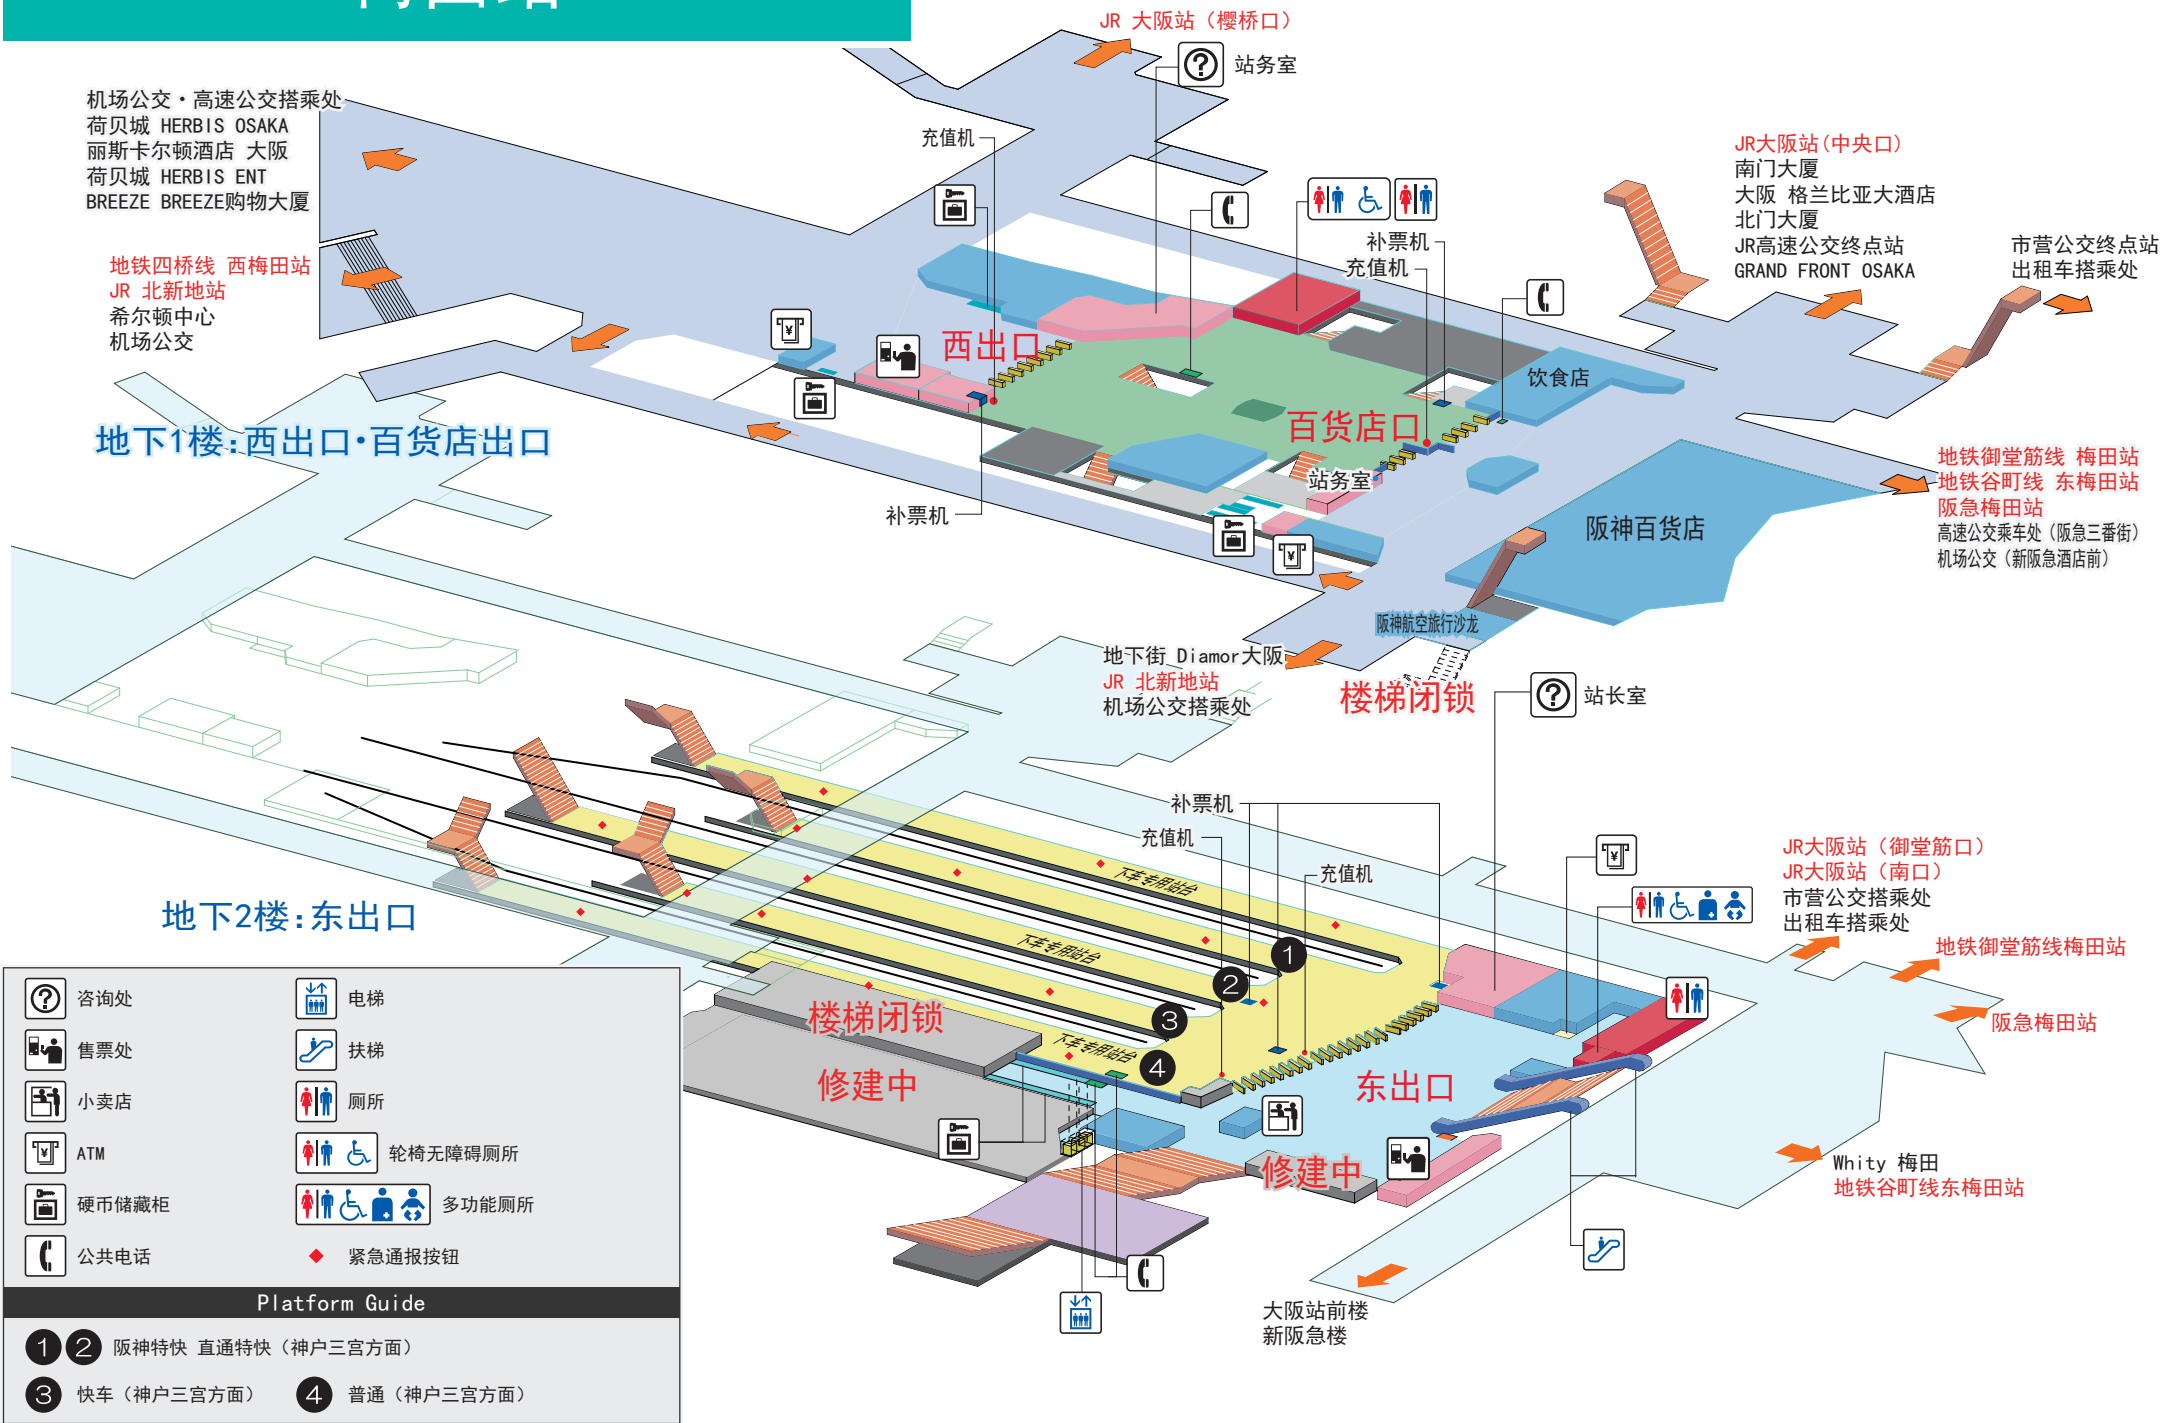 JR 大阪站（樱桥口）
站务室
机场公交・高速公交搭乘处
荷贝城 HERBIS OSAKA
丽斯卡尔顿酒店 大阪
荷贝城 HERBIS ENT
BREEZE BREEZE购物大厦
充值机
JR大阪站(中央口)
南门大厦
大阪 格兰比亚大酒店
北门大厦
JR高速公交终点站
GRAND FRONT OSAKA
市营公交终点站
出租车搭乘处
补票机
充值机
地铁四桥线 西梅田站
JR 北新地站
希尔顿中心
机场公交
西出口
饮食店
百货店口
地下1楼:西出口・百货店出口
站务室
补票机
阪神百货店
地铁御堂筋线 梅田站
地铁谷町线 东梅田站
阪急梅田站
高速公交乘车处（阪急三番街）
机场公交（新阪急酒店前）
阪神航空旅行沙龙
地下街 Diamor大阪
JR 北新地站
机场公交搭乘处
楼梯闭锁
站长室
补票机
充值机
充值机
下车专用站台
下车专用站台
下车专用站台
JR大阪站（御堂筋口）
JR大阪站（南口）
市营公交搭乘处
出租车搭乘处
地铁御堂筋线梅田站
阪急梅田站
地下2楼:东出口
1
2
3
4
楼梯闭锁
修建中
东出口
修建中
Whity 梅田
地铁谷町线东梅田站
大阪站前楼
新阪急楼
咨询处
电梯
售票处
扶梯
小卖店
厕所
ATM
轮椅无障碍厕所
硬币储藏柜
多功能厕所
公共电话
紧急通报按钮
Platform Guide
1 2 阪神特快 直通特快（神户三宫方面）
3 快车（神户三宫方面）
4 普通（神户三宫方面）